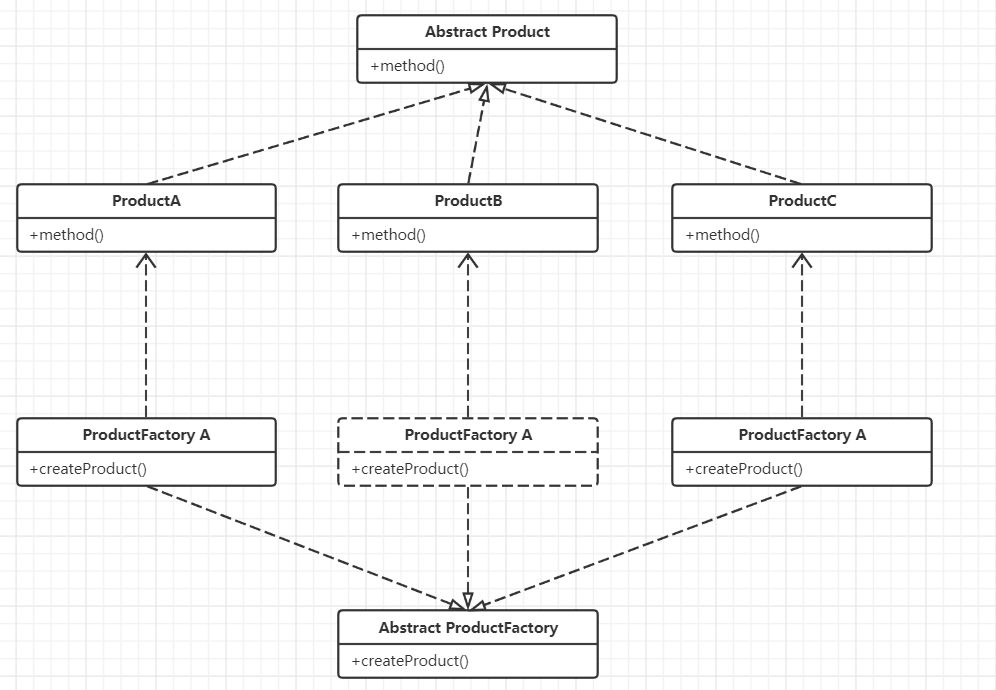 Abstract Product
+method()
ProductA
+method()
ProductB
+method()
ProductC
+method()
ProductFactory A
+createProduct()
ProductFactory A
+createProduct()
ProductFactory A
+createProduct()
Abstract ProductFactory
+createProduct()